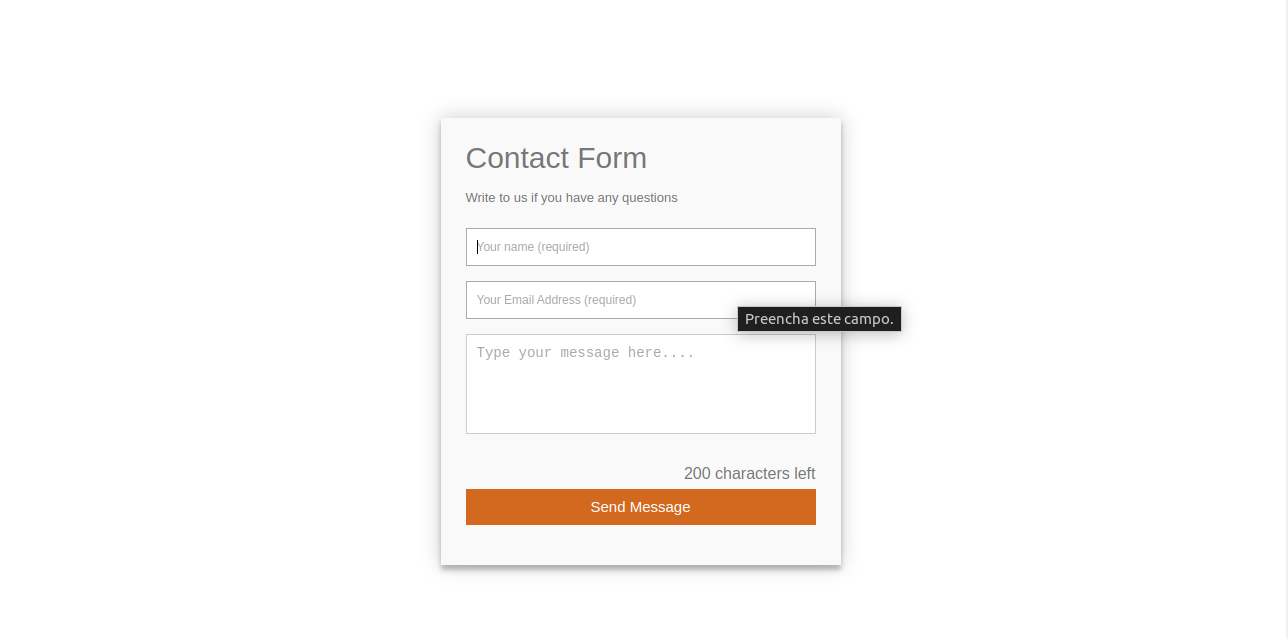 Contact Form
Write to us if you have any questions
Your name (required)
Your Email Address (required)
Preencha este campo.
Type your message here....
200 characters left
Send Message